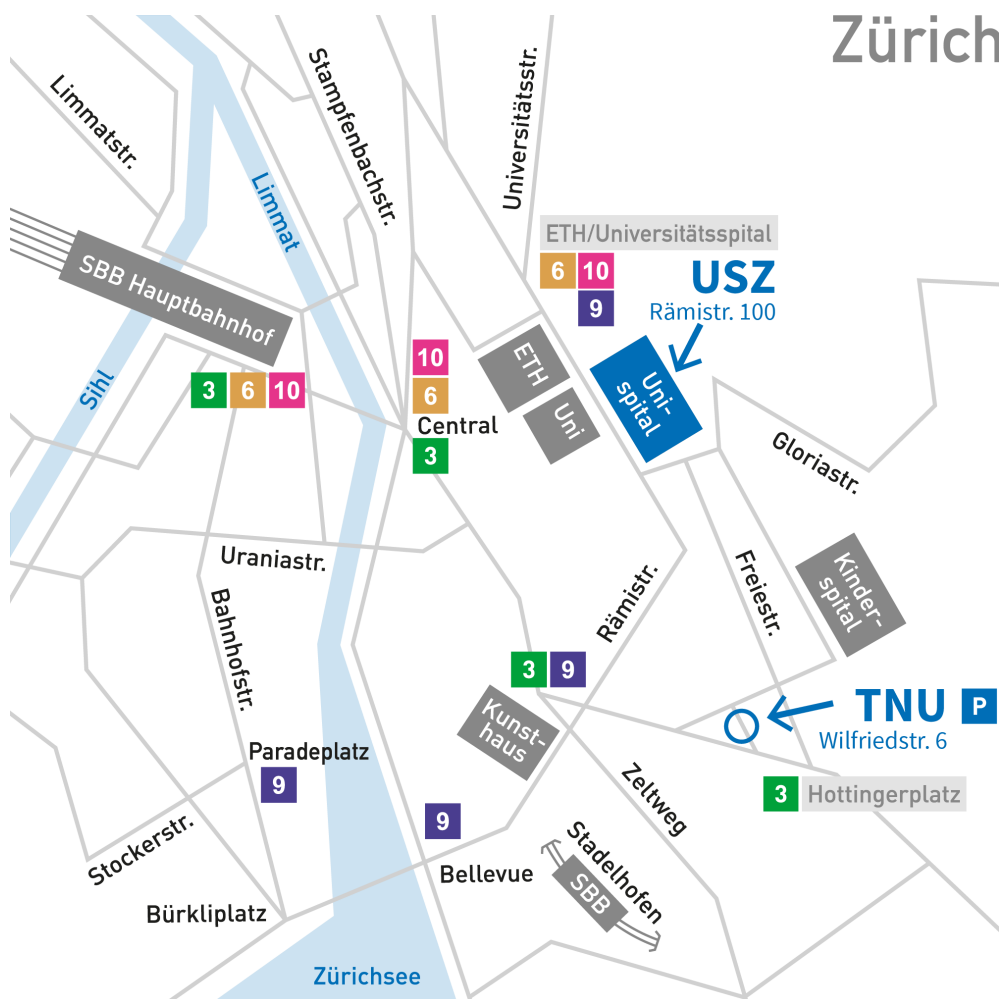 Zürich
Limmatstr.
Stampfenbachstr.
Universitätsstr.
Limmat
ETH/Universitätsspital
6 10
9
USZ
Rämistr. 100
SBB Hauptbahnhof
Sihl
3 6 10
10
6
Central
3
ETH
Uni
Uni-
spital
Gloriastr.
Uraniastr.
Bahnhofstr.
Rämistr.
Freiestr.
Kinder-
spital
3 9
Kunst-
haus
TNU P
Wilfriedstr. 6
Paradeplatz
9
3 Hottingerplatz
Zeltweg
9
Stockerstr.
Bellevue
Stadelhofen
SBB
Bürkliplatz
Zürichsee